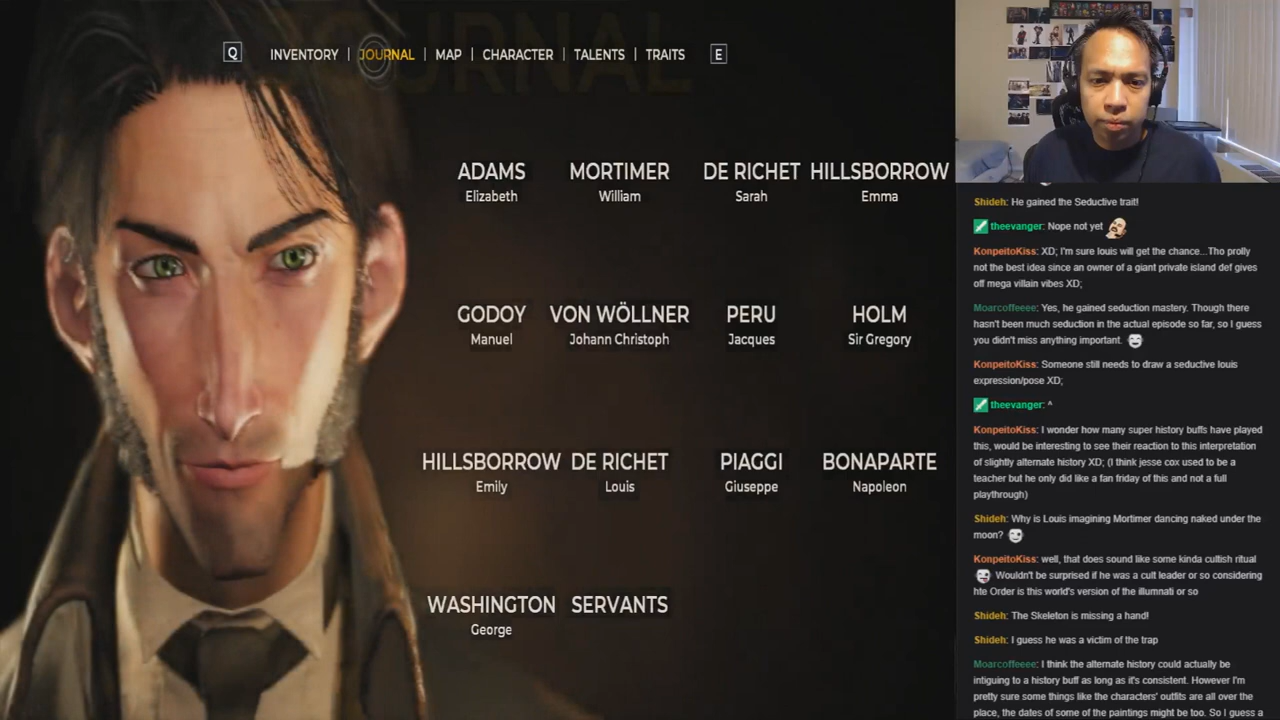 JOURNAL
Q INVENTORY | JOURNAL | MAP | CHARACTER | TALENTS | TRAITS E
ADAMS MORTIMER DE RICHET HILLSBORROW
Elizabeth William Sarah Emma
GODOY VON WÖLLNER PERU HOLM
Manuel Johann Christoph Jacques Sir Gregory
HILLSBORROW DE RICHET PIAGGI BONAPARTE
Emily Louis Giuseppe Napoleon
WASHINGTON SERVANTS
George
Shideh: He gained the Seductive trait!
theevanger: Nope not yet
KonpeitoKiss: XD; I'm sure louis will get the chance...Tho prolly
not the best idea since an owner of a giant private island def gives
off mega villain vibes XD;
Moarcoffeeee: Yes, he gained seduction mastery. Though there
hasn't been much seduction in the actual episode so far, so I guess
you didn't miss anything important.
KonpeitoKiss: Someone still needs to draw a seductive louis
expression/pose XD;
theevanger: ^
KonpeitoKiss: I wonder how many super history buffs have played
this, would be interesting to see their reaction to this interpretation
of slightly alternate history XD; (I think jesse cox used to be a
teacher but he only did like a fan friday of this and not a full
playthrough)
Shideh: Why is Louis imagining Mortimer dancing naked under the
moon?
KonpeitoKiss: well, that does sound like some kinda cultish ritual
Wouldn't be surprised if he was a cult leader or so considering
hte Order is this world's version of the illumnati or so
Shideh: The Skeleton is missing a hand!
Shideh: I guess he was a victim of the trap
Moarcoffeeee: I think the alternate history could actually be
intiguing to a history buff as long as it's consistent. However I'm
pretty sure some things like the characters' outfits are all over the
place, the dates of some of the paintings might be too. So I guess a